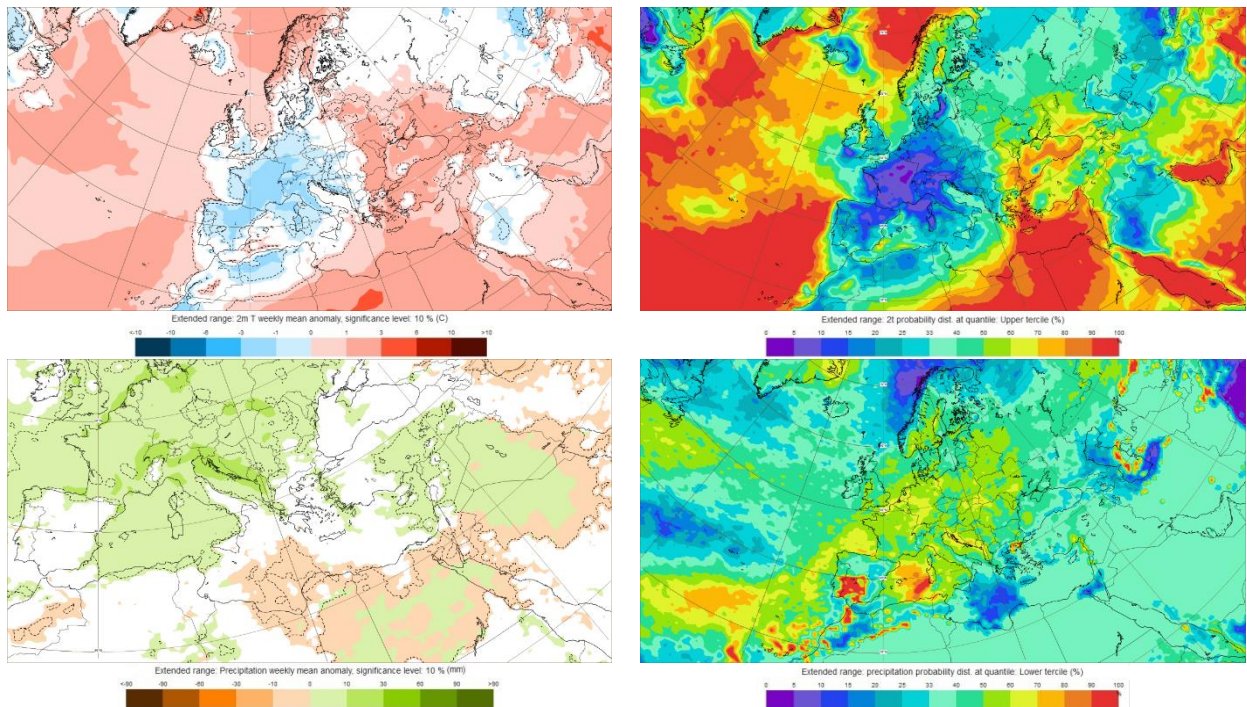 Extended range: 2m T weekly mean anomaly, significance level: 10 % (C)
<-10 -10 -8 -5 -3 -1 0 1 3 6 10 >10
Extended range: 2t probability dist. at quantile: Upper tercile (%)
%
0 5 10 15 20 25 33 40 50 60 70 80 90 100
Extended range: Precipitation weekly mean anomaly, significance level: 10 % (mm)
<-90 -90 -60 -30 -10 0 10 30 60 90 >90
Extended range: precipitation probability dist. at quantile: Lower tercile (%)
%
0 5 10 15 20 25 33 40 50 60 70 80 90 100